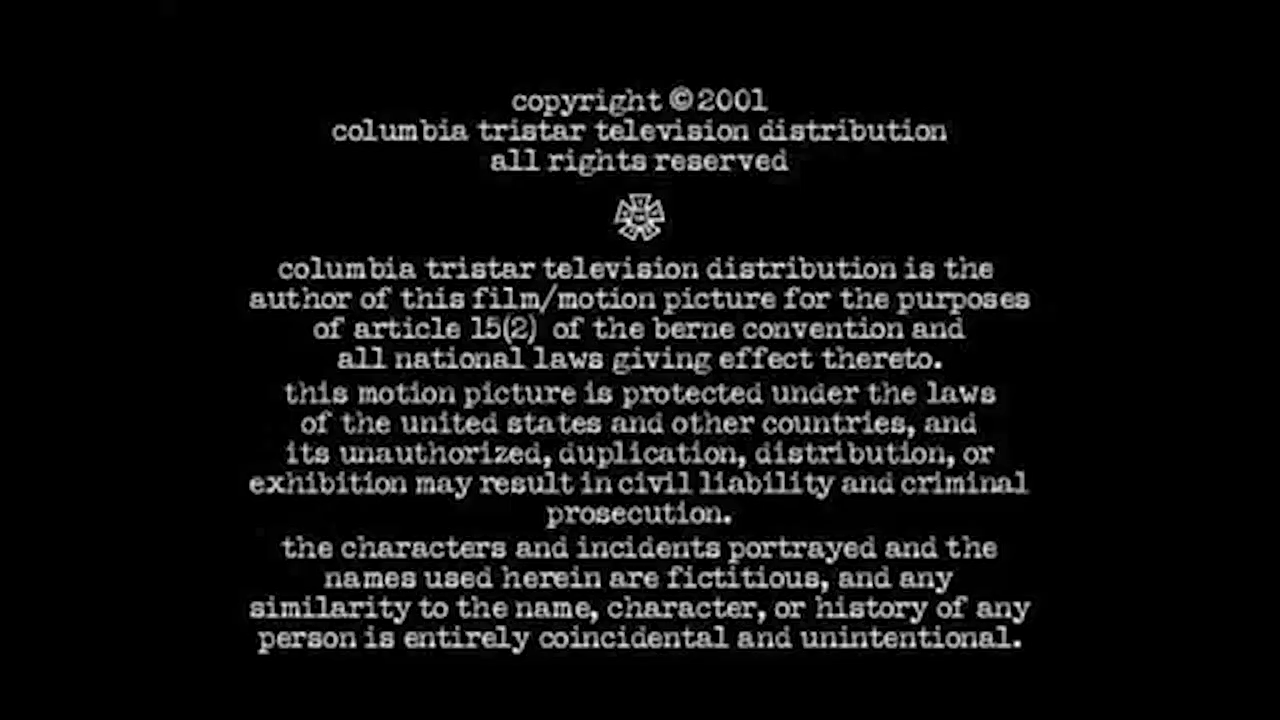 copyright ©2001
columbia tristar television distribution
all rights reserved
columbia tristar television distribution is the
author of this film/motion picture for the purposes
of article 15(2) of the berne convention and
all national laws giving effect thereto.
this motion picture is protected under the laws
of the united states and other countries, and
its unauthorized, duplication, distribution, or
exhibition may result in civil liability and criminal
prosecution.
the characters and incidents portrayed and the
names used herein are fictitious, and any
similarity to the name, character, or history of any
person is entirely coincidental and unintentional.